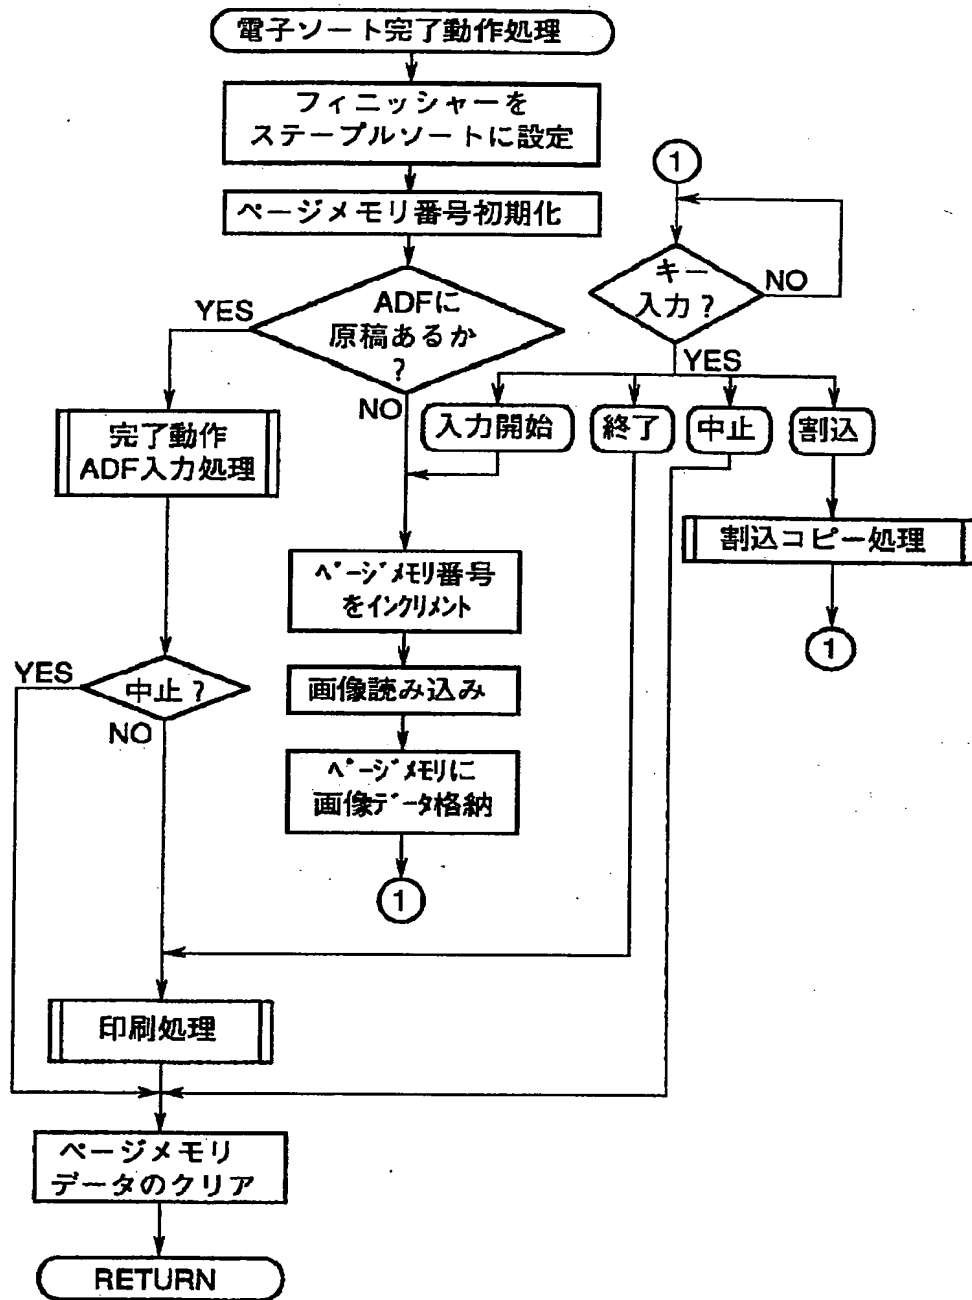 電子ソート完了動作処理
フィニッシャーを
ステープルソートに設定
ページメモリ番号初期化
ADFに
原稿あるか
?
YES
NO
完了動作
ADF入力処理
中止?
YES
NO
ページメモリ番号
をインクリメント
画像読み込み
ページメモリに
画像データ格納
1
1
キー
入力?
NO
YES
入力開始
終了
中止
割込
割込コピー処理
1
印刷処理
ページメモリ
データのクリア
RETURN